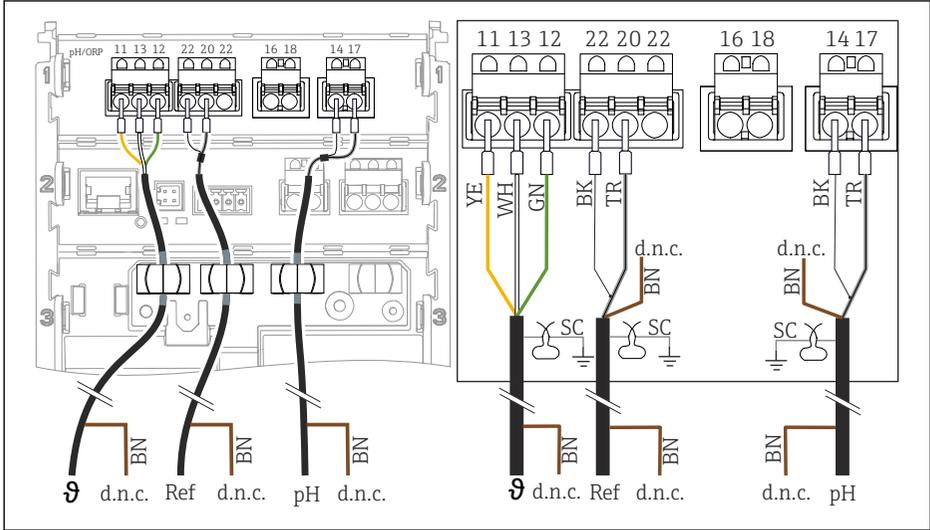 pH/ORP 11 13 12 22 20 22 16 18 14 17
1 1
2 2
3 3
BN BN BN
ϑ d.n.c. Ref d.n.c. pH d.n.c.
11 13 12 22 20 22 16 18 14 17
YE WH GN BK TR BK TR
d.n.c. d.n.c.
BN BN
SC SC SC
BN BN BN
ϑ d.n.c. Ref d.n.c. d.n.c. pH